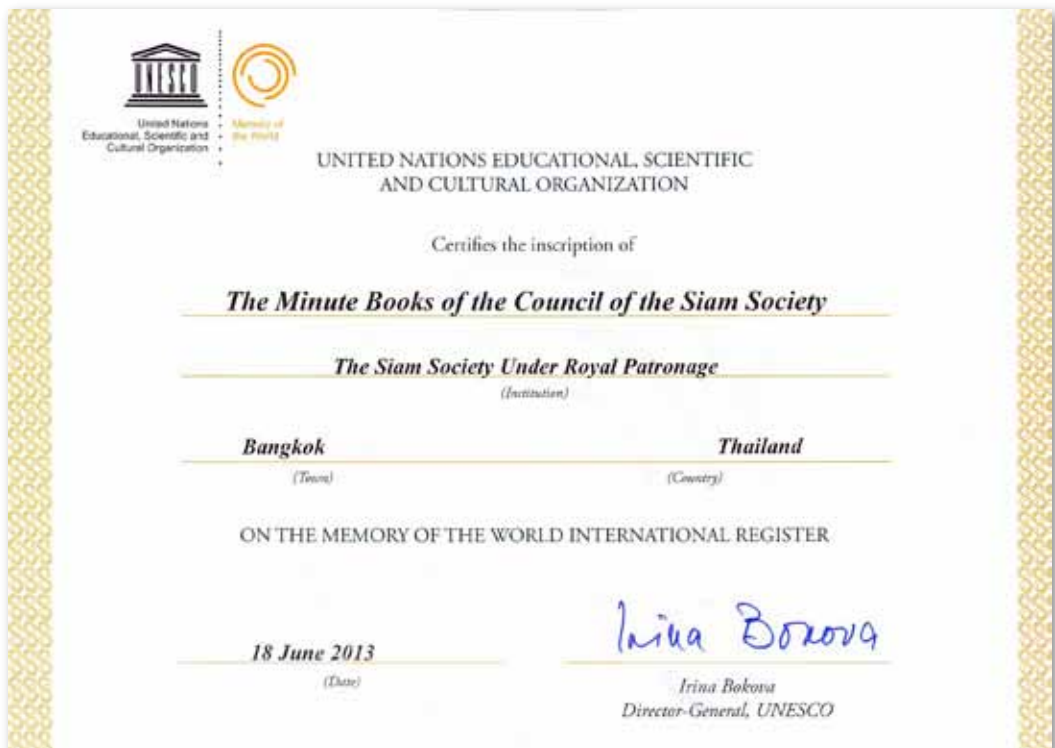 UNESCO
United Nations
Educational, Scientific and
Cultural Organization
Memory of
the World
UNITED NATIONS EDUCATIONAL, SCIENTIFIC
AND CULTURAL ORGANIZATION
Certifies the inscription of
The Minute Books of the Council of the Siam Society
The Siam Society Under Royal Patronage
(Institution)
Bangkok Thailand
(Town) (Country)
ON THE MEMORY OF THE WORLD INTERNATIONAL REGISTER
Irina Bokova
18 June 2013
(Date)
Irina Bokova
Director-General, UNESCO